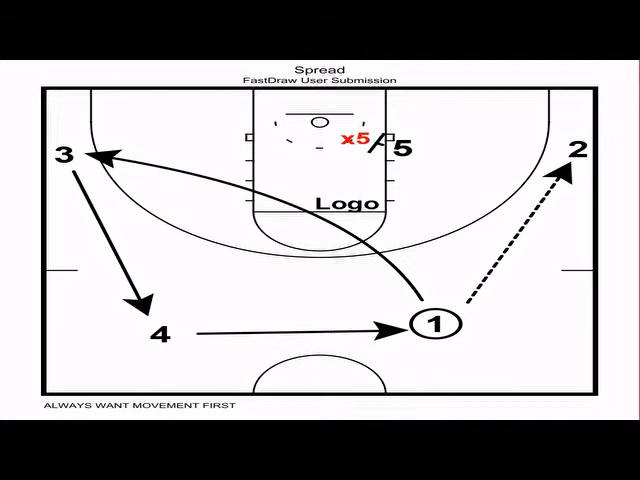 Spread
FastDraw User Submission
3
x5
5
2
Logo
4
1
ALWAYS WANT MOVEMENT FIRST